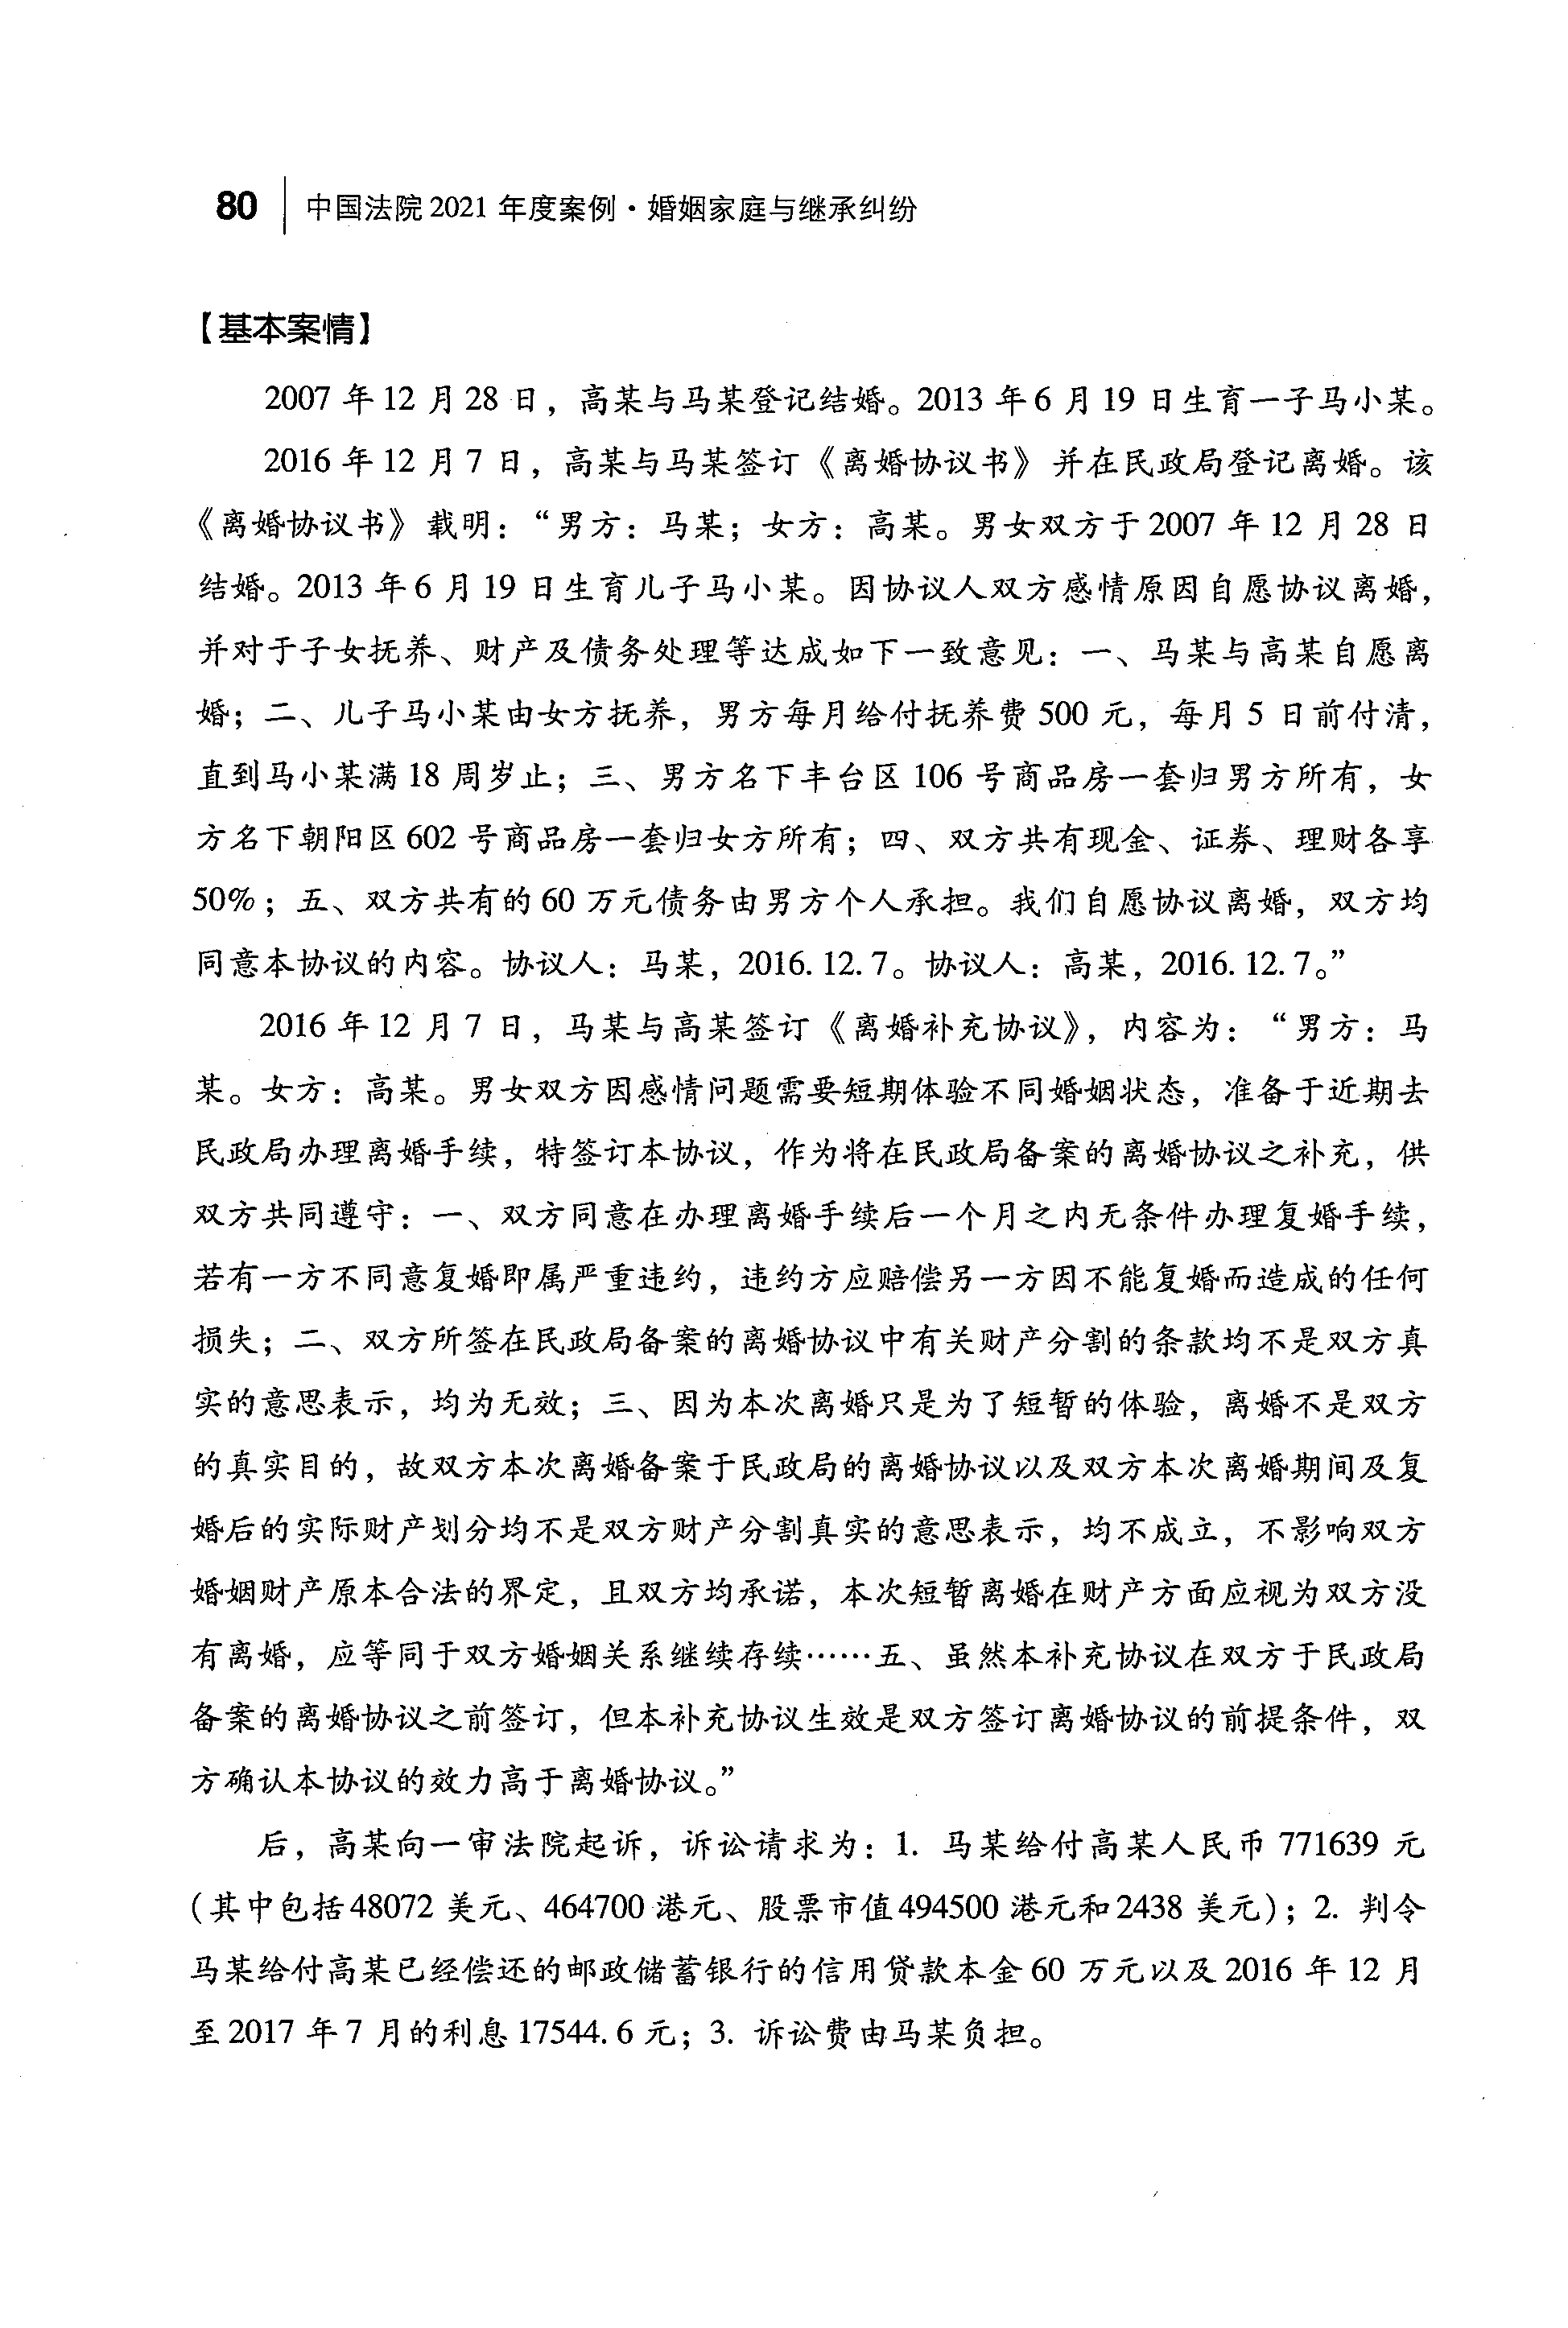 80 中国法院2021年度案例·婚姻家庭与继承纠纷
【基本案情】
2007年12月28日，高某与马某登记结婚。2013年6月19日生育一子马小某。
2016年12月7日，高某与马某签订《离婚协议书》并在民政局登记离婚。该
《离婚协议书》载明：“男方：马某；女方：高某。男女双方于2007年12月28日
结婚。2013年6月19日生育儿子马小某。因协议人双方感情原因自愿协议离婚，
并对于子女抚养、财产及债务处理等达成如下一致意见：一、马某与高某自愿离
婚；二、儿子马小某由女方抚养，男方每月给付抚养费500元，每月5日前付清，
直到马小某满18周岁止；三、男方名下丰台区106号商品房一套归男方所有，女
方名下朝阳区602号商品房一套归女方所有；四、双方共有现金、证券、理财各享
50%；五、双方共有的60万元债务由男方个人承担。我们自愿协议离婚，双方均
同意本协议的内容。协议人：马某，2016.12.7。协议人：高某，2016.12.7。”
2016年12月7日，马某与高某签订《离婚补充协议》，内容为：“男方：马
某。女方：高某。男女双方因感情问题需要短期体验不同婚姻状态，准备于近期去
民政局办理离婚手续，特签订本协议，作为将在民政局备案的离婚协议之补充，供
双方共同遵守：一、双方同意在办理离婚手续后一个月之内无条件办理复婚手续，
若有一方不同意复婚即属严重违约，违约方应赔偿另一方因不能复婚而造成的任何
损失；二、双方所签在民政局备案的离婚协议中有关财产分割的条款均不是双方真
实的意思表示，均为无效；三、因为本次离婚只是为了短暂的体验，离婚不是双方
的真实目的，故双方本次离婚备案于民政局的离婚协议以及双方本次离婚期间及复
婚后的实际财产划分均不是双方财产分割真实的意思表示，均不成立，不影响双方
婚姻财产原本合法的界定，且双方均承诺，本次短暂离婚在财产方面应视为双方没
有离婚，应等同于双方婚姻关系继续存续……五、虽然本补充协议在双方于民政局
备案的离婚协议之前签订，但本补充协议生效是双方签订离婚协议的前提条件，双
方确认本协议的效力高于离婚协议。”
后，高某向一审法院起诉，诉讼请求为：1. 马某给付高某人民币771639元
(其中包括48072美元、464700港元、股票市值494500港元和2438美元)；2. 判令
马某给付高某已经偿还的邮政储蓄银行的信用贷款本金60万元以及2016年12月
至2017年7月的利息17544.6元；3. 诉讼费由马某负担。